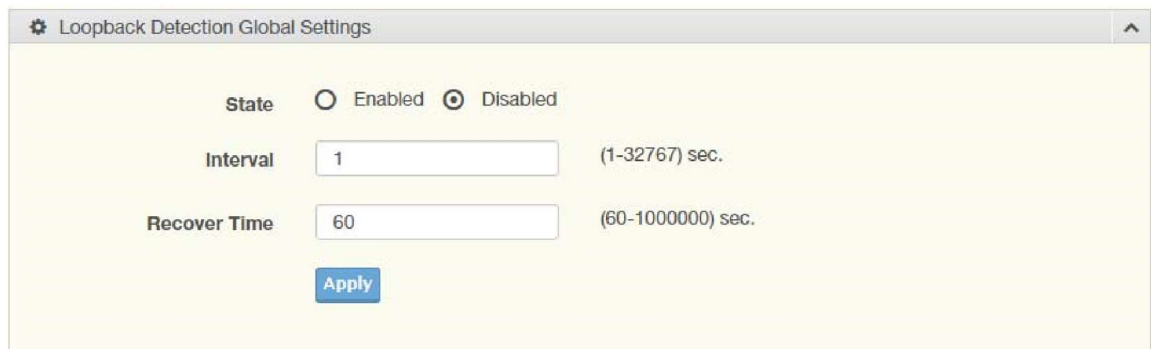 Loopback Detection Global Settings
State Enabled Disabled
Interval 1 (1-32767) sec.
Recover Time 60 (60-1000000) sec.
Apply